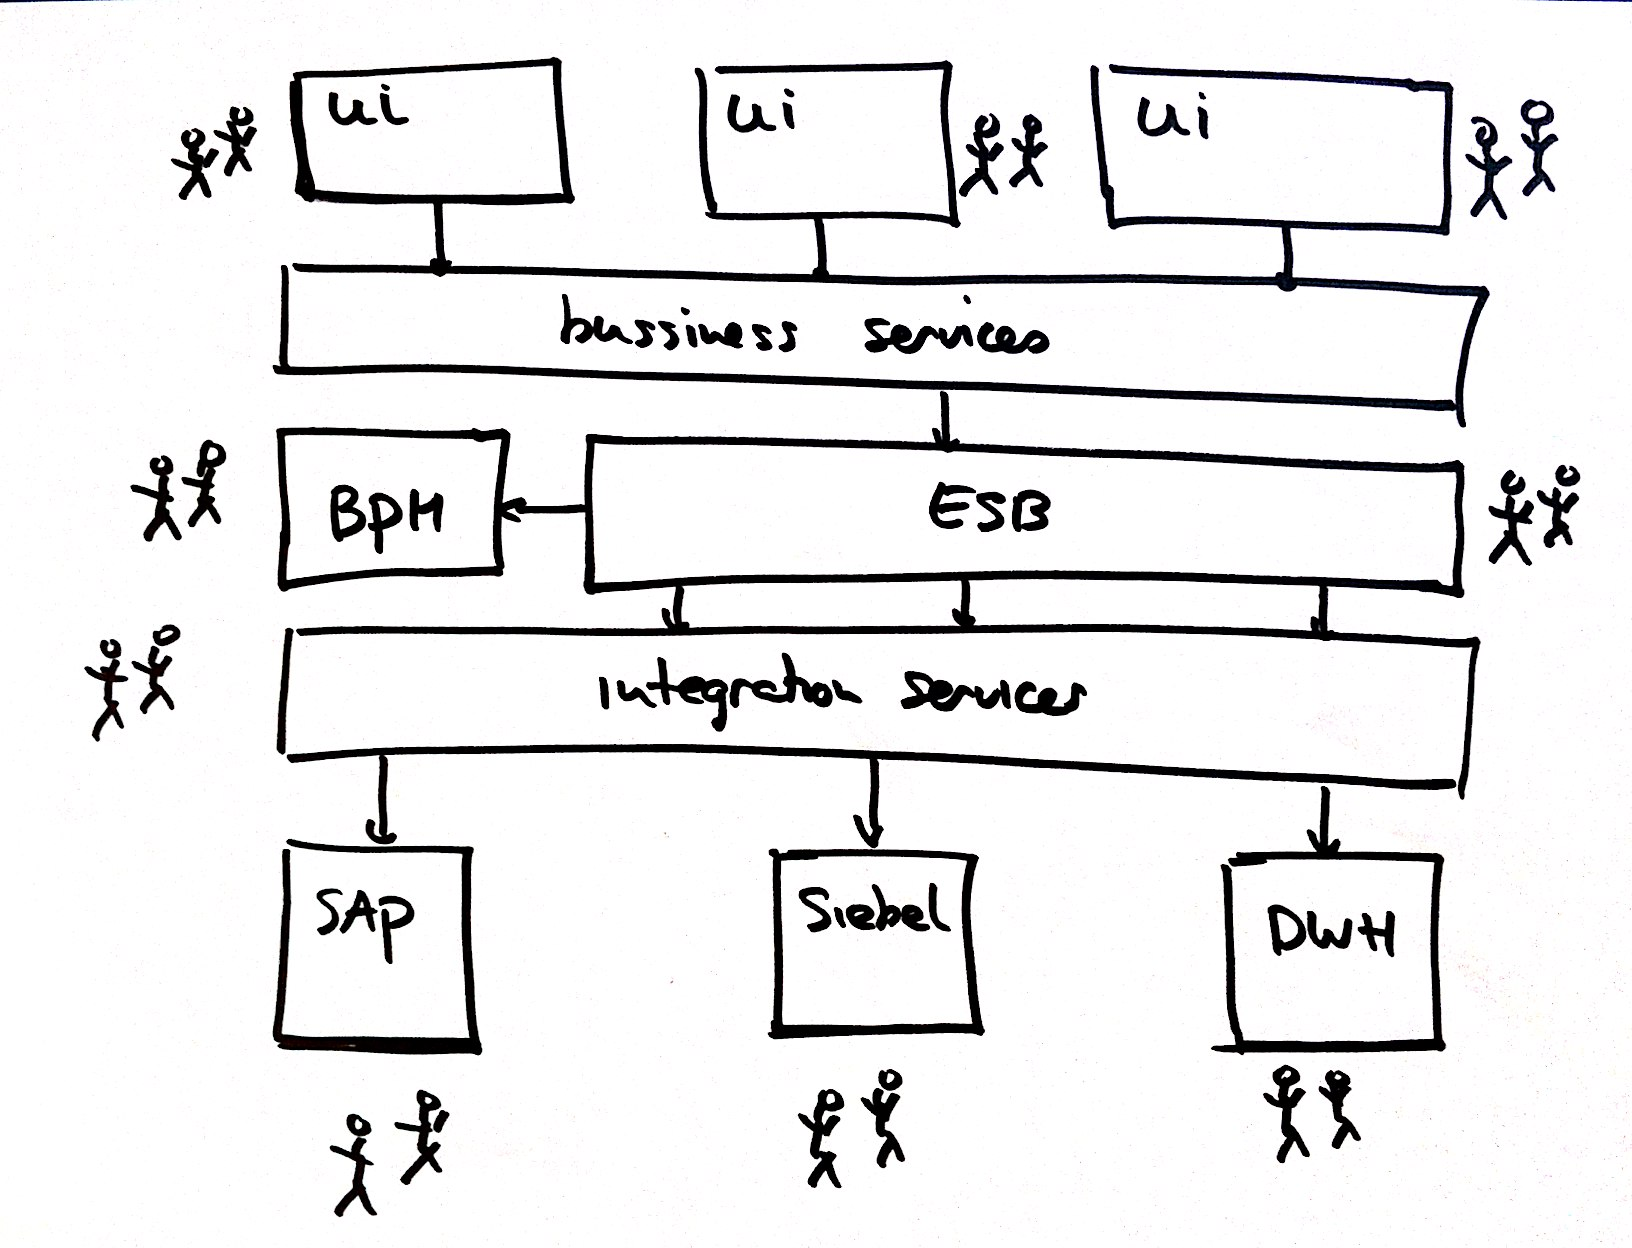 ui
ui
ui
bussiness services
BPM
ESB
integration services
SAP
Siebel
DWH